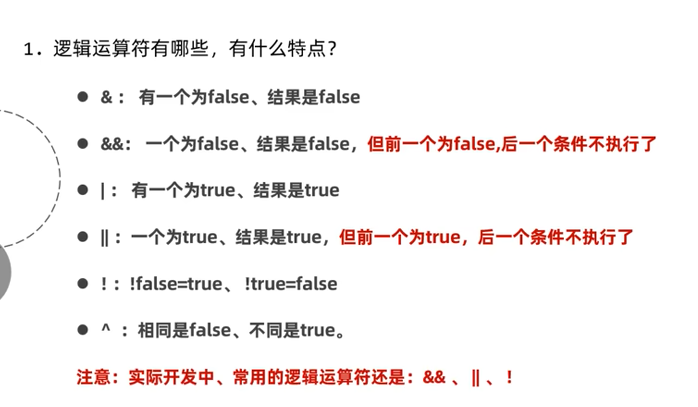 1. 逻辑运算符有哪些，有什么特点？
● &： 有一个为false、结果是false
● &&： 一个为false、结果是false，但前一个为false,后一个条件不执行了
● |： 有一个为true、结果是true
● ||：一个为true、结果是true，但前一个为true，后一个条件不执行了
● !：!false=true、 !true=false
● ^ ：相同是false、不同是true。
注意：实际开发中、常用的逻辑运算符还是：&& 、|| 、！